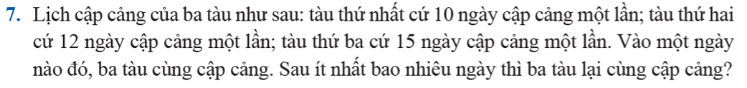 7. Lịch cập cảng của ba tàu như sau: tàu thứ nhất cứ 10 ngày cập cảng một lần; tàu thứ hai
cứ 12 ngày cập cảng một lần; tàu thứ ba cứ 15 ngày cập cảng một lần. Vào một ngày
nào đó, ba tàu cùng cập cảng. Sau ít nhất bao nhiêu ngày thì ba tàu lại cùng cập cảng?